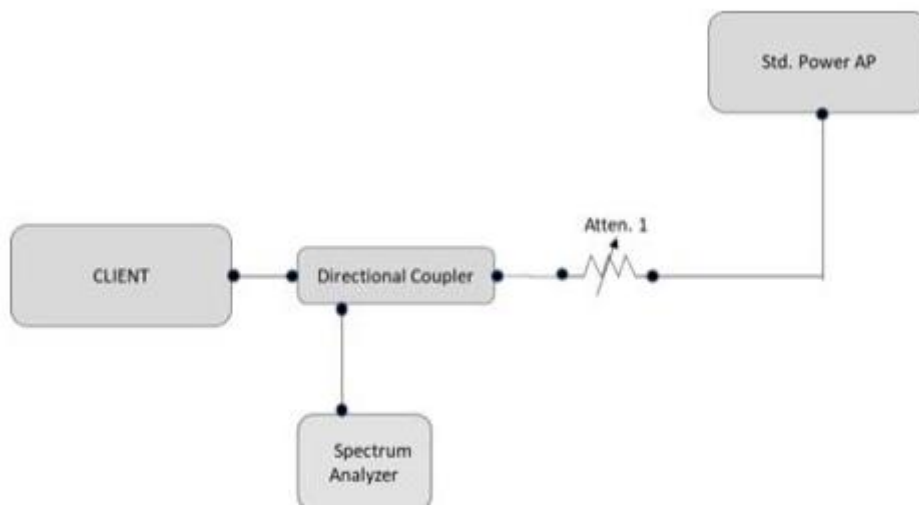 Std. Power AP
Atten. 1
CLIENT
Directional Coupler
Spectrum
Analyzer